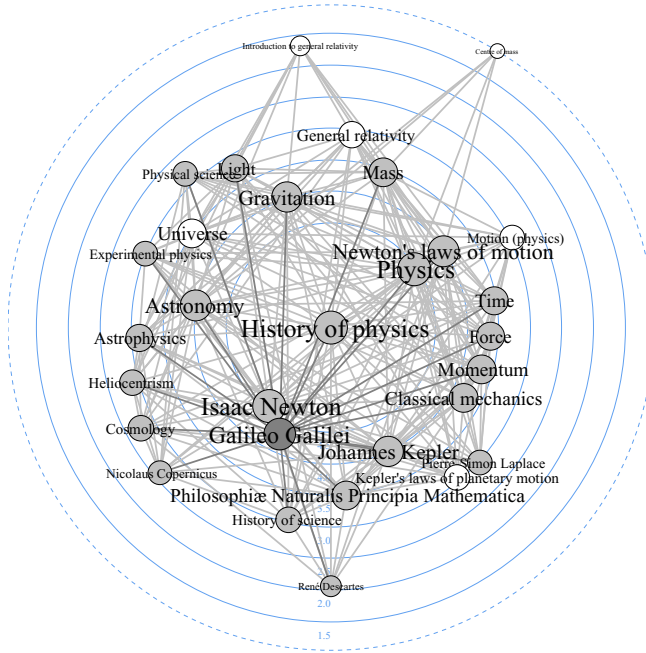 Introduction to general relativity
Centre of mass
General relativity
Physical science
Light
Mass
Gravitation
Universe
Motion (physics)
Experimental physics
Newton's laws of motion
Physics
Astronomy
Time
History of physics
Astrophysics
Force
Heliocentrism
Momentum
Classical mechanics
Isaac Newton
Cosmology
Galileo Galilei
Johannes Kepler
Pierre-Simon Laplace
Nicolaus Copernicus
Kepler's laws of planetary motion
Philosophiæ Naturalis Principia Mathematica
3.5
History of science
3.0
René Descartes
2.0
1.5